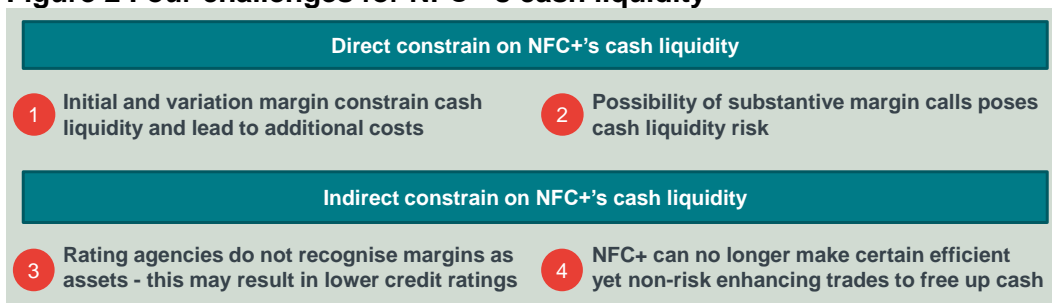 Direct constrain on NFC+'s cash liquidity
1 Initial and variation margin constrain cash
liquidity and lead to additional costs
2 Possibility of substantive margin calls poses
cash liquidity risk
Indirect constrain on NFC+'s cash liquidity
3 Rating agencies do not recognise margins as
assets - this may result in lower credit ratings
4 NFC+ can no longer make certain efficient
yet non-risk enhancing trades to free up cash